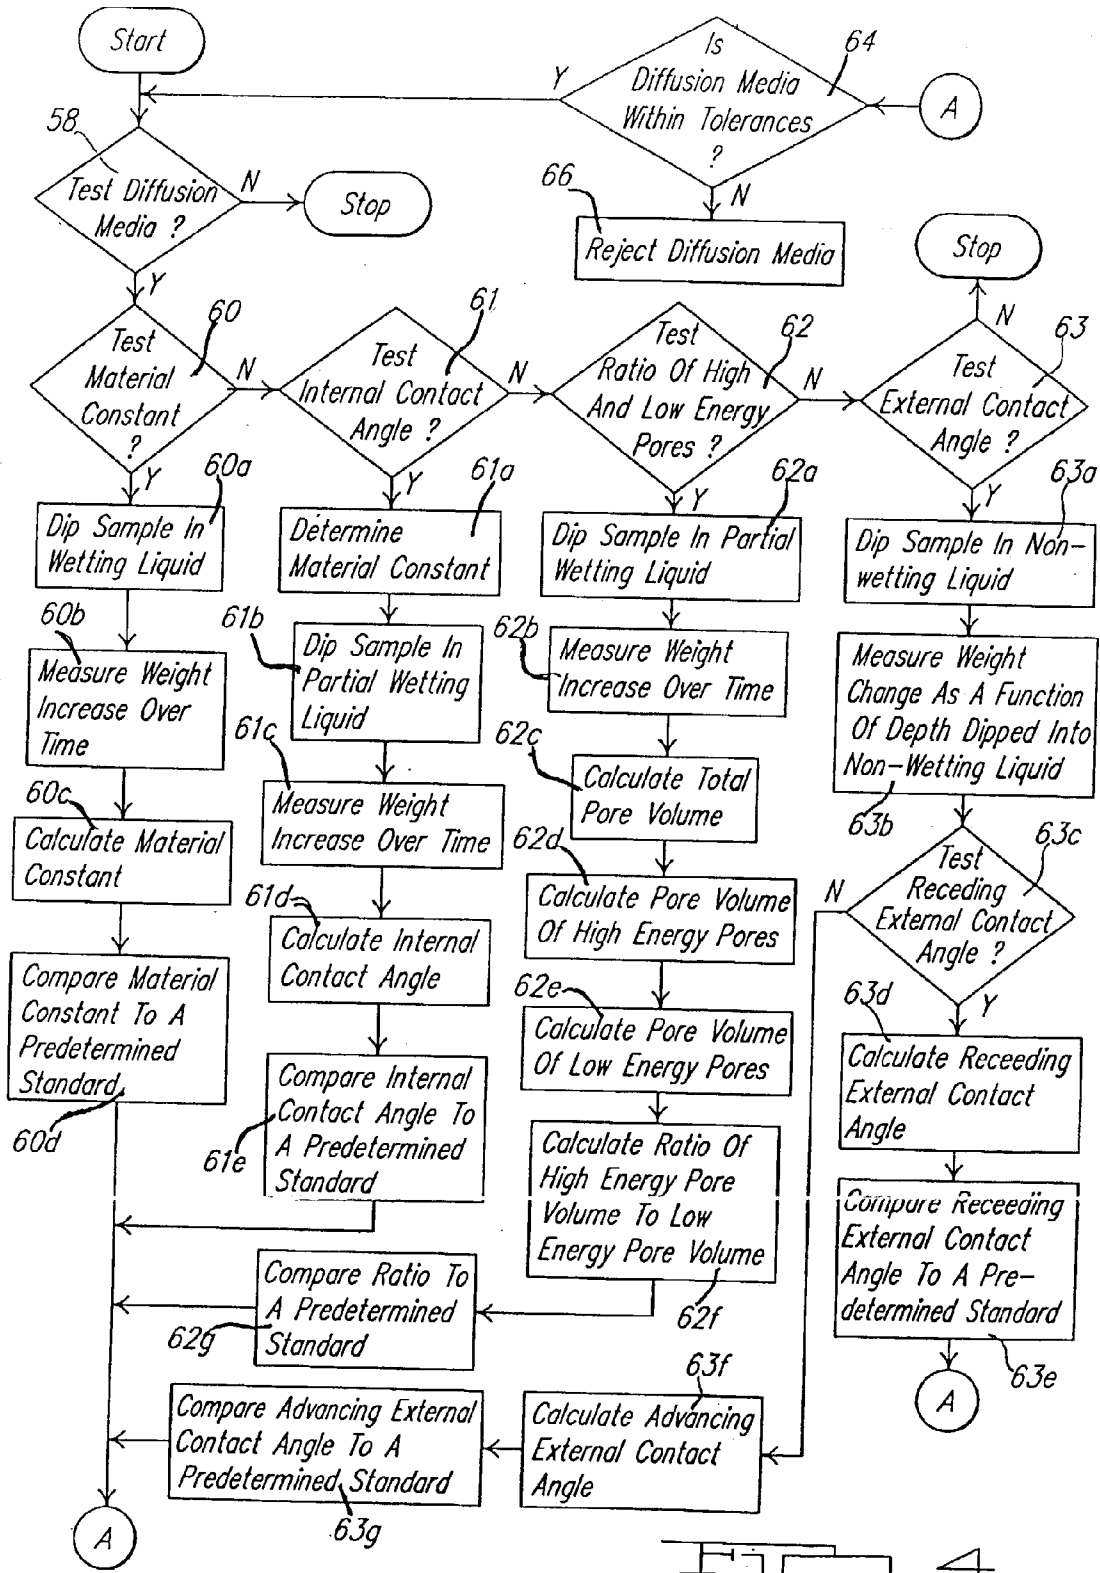 Start
Is
Diffusion Media
Within Tolerances
?
64
Y
A
58
Test Diffusion
Media ?
N
Stop
N
66
Reject Diffusion Media
Y
Stop
N
60
Test
Material
Constant
?
N
61
Test
Internal Contact
Angle ?
N
62
Test
Ratio Of High
And Low Energy
Pores ?
N
63
Test
External Contact
Angle ?
Y
60a
Dip Sample In
Wetting Liquid
60b
Measure Weight
Increase Over
Time
60c
Calculate Material
Constant
Compare Material
Constant To A
Predetermined
Standard
60d
Y
61a
Determine
Material Constant
61b
Dip Sample In
Partial Wetting
Liquid
61c
Measure Weight
Increase Over Time
61d
Calculate Internal
Contact Angle
Compare Internal
Contact Angle To
A Predetermined
Standard
61e
Y
62a
Dip Sample In Partial
Wetting Liquid
62b
Measure Weight
Increase Over Time
62c
Calculate Total
Pore Volume
62d
Calculate Pore Volume
Of High Energy Pores
62e
Calculate Pore Volume
Of Low Energy Pores
Calculate Ratio Of
High Energy Pore
Volume To Low
Energy Pore Volume
62f
Compare Ratio To
A Predetermined
Standard
62g
Y
63a
Dip Sample In Non-
wetting Liquid
Measure Weight
Change As A Function
Of Depth Dipped Into
Non-Wetting Liquid
63b
63c
Test
Receding
External Contact
Angle ?
N
Y
63d
Calculate Receeding
External Contact
Angle
Compare Receeding
External Contact
Angle To A Pre-
determined Standard
63e
A
63f
Calculate Advancing
External Contact
Angle
Compare Advancing External
Contact Angle To A
Predetermined Standard
63g
A